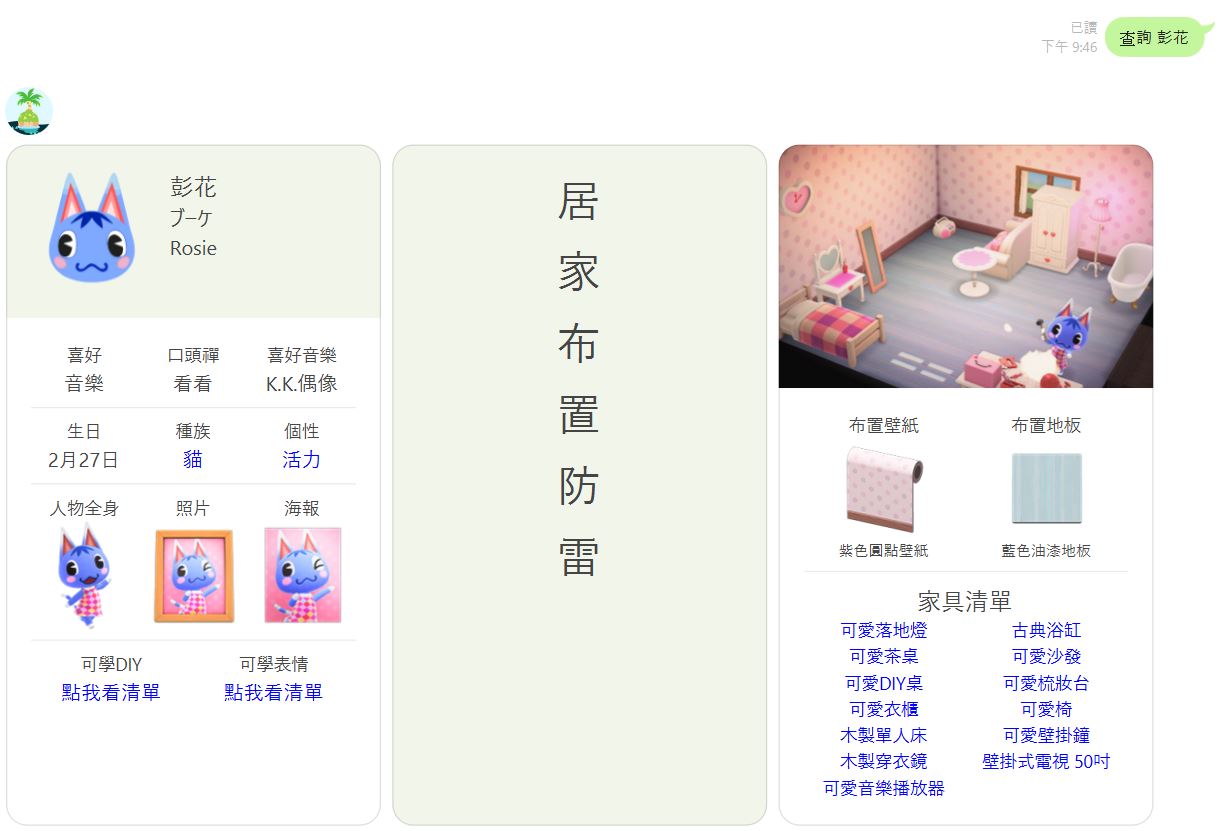 已讀
下午 9:46
查詢 彭花
彭花
ブーケ
Rosie
喜好 口頭禪 喜好音樂
音樂 看看 K.K.偶像
生日 種族 個性
2月27日 貓 活力
人物全身 照片 海報
可學DIY 可學表情
點我看清單 點我看清單
居
家
布
置
防
雷
布置壁紙 布置地板
紫色圓點壁紙 藍色油漆地板
家具清單
可愛落地燈 古典浴缸
可愛茶桌 可愛沙發
可愛DIY桌 可愛梳妝台
可愛衣櫃 可愛椅
木製單人床 可愛壁掛鐘
木製穿衣鏡 壁掛式電視 50吋
可愛音樂播放器